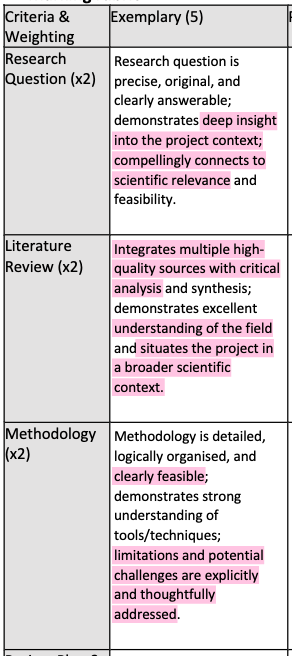 Criteria &
Weighting
Exemplary (5)
Research
Question (x2)
Research question is
precise, original, and
clearly answerable;
demonstrates deep insight
into the project context;
compellingly connects to
scientific relevance and
feasibility.
Literature
Review (x2)
Integrates multiple high-
quality sources with critical
analysis and synthesis;
demonstrates excellent
understanding of the field
and situates the project in
a broader scientific
context.
Methodology
(x2)
Methodology is detailed,
logically organised, and
clearly feasible;
demonstrates strong
understanding of
tools/techniques;
limitations and potential
challenges are explicitly
and thoughtfully
addressed.